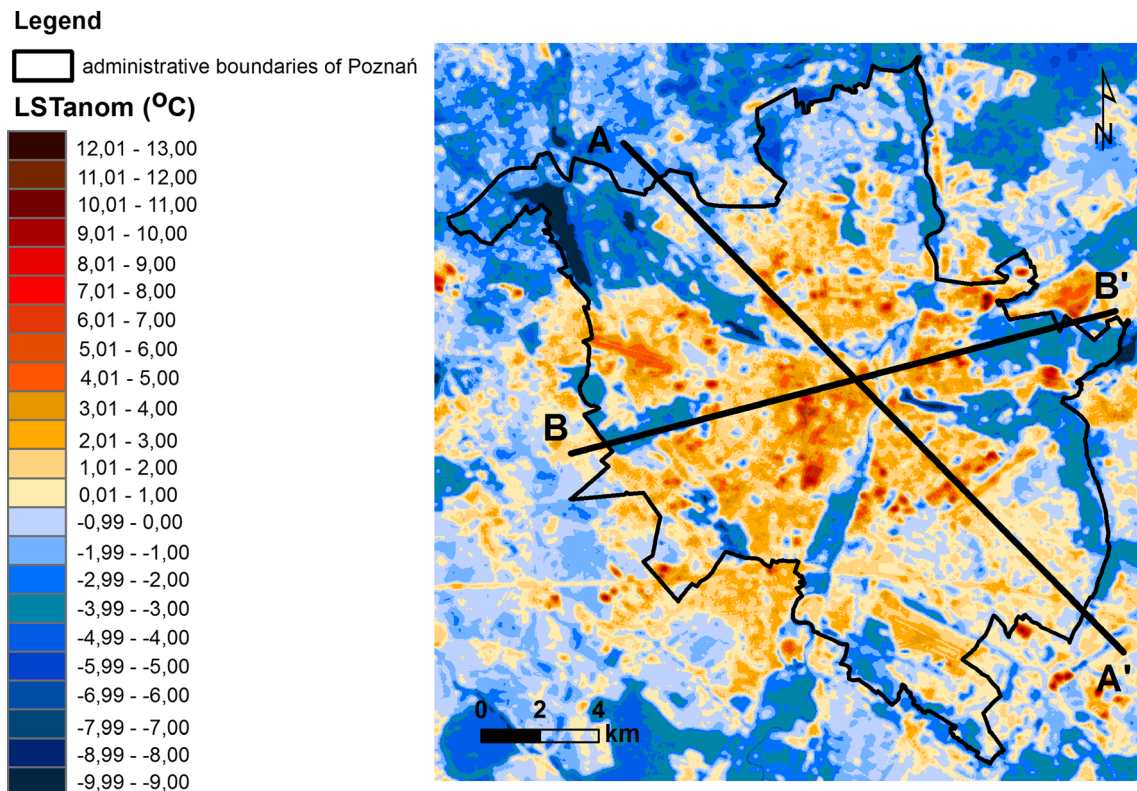 Legend
administrative boundaries of Poznań
LSTanom (ºC)
12,01 - 13,00
11,01 - 12,00
10,01 - 11,00
9,01 - 10,00
8,01 - 9,00
7,01 - 8,00
6,01 - 7,00
5,01 - 6,00
4,01 - 5,00
3,01 - 4,00
2,01 - 3,00
1,01 - 2,00
0,01 - 1,00
-0,99 - 0,00
-1,99 - -1,00
-2,99 - -2,00
-3,99 - -3,00
-4,99 - -4,00
-5,99 - -5,00
-6,99 - -6,00
-7,99 - -7,00
-8,99 - -8,00
-9,99 - -9,00
N
A
B'
B
A'
0 2 4
km